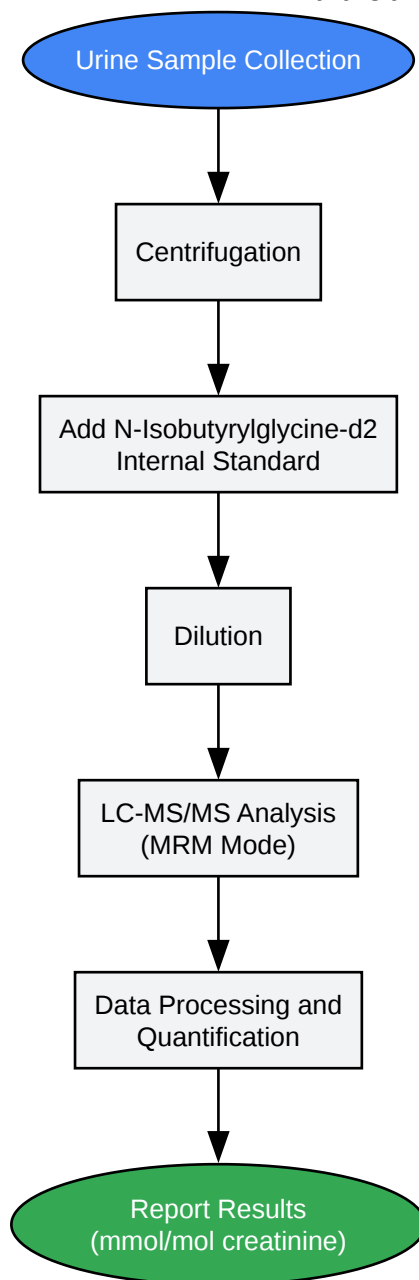 Urine Sample Collection
Centrifugation
Add N-Isobutyrylglycine-d2
Internal Standard
Dilution
LC-MS/MS Analysis
(MRM Mode)
Data Processing and
Quantification
Report Results
(mmol/mol creatinine)